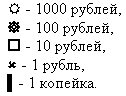 - 1000 рублей,
- 100 рублей,
- 10 рублей,
- 1 рубль,
- 1 копейка.